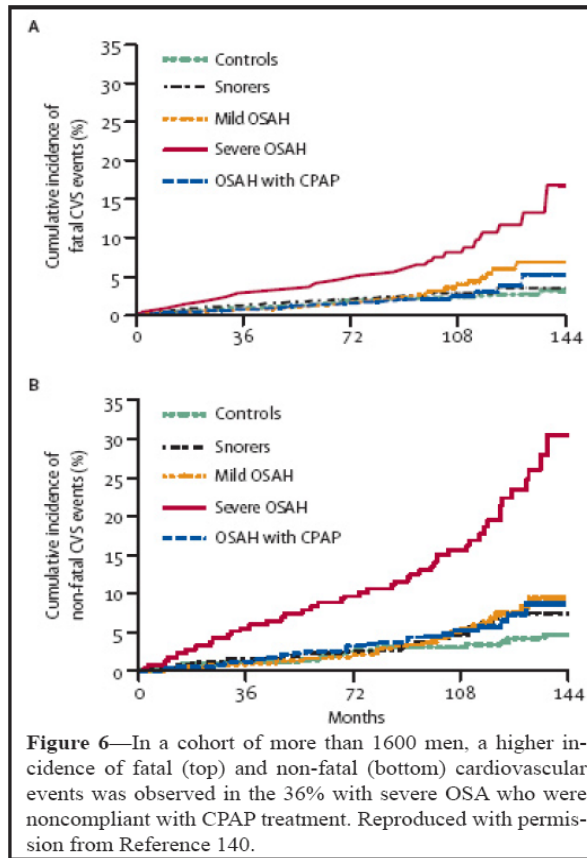 A
35
30
25
20
15
10
5
0
Cumulative incidence of
fatal CVS events (%)
Controls
Snorers
Mild OSAH
Severe OSAH
OSAH with CPAP
0 36 72 108 144
B
35
30
25
20
15
10
5
0
Cumulative incidence of
non-fatal CVS events (%)
Controls
Snorers
Mild OSAH
Severe OSAH
OSAH with CPAP
0 36 72 108 144
Months
Figure 6—In a cohort of more than 1600 men, a higher in-
cidence of fatal (top) and non-fatal (bottom) cardiovascular
events was observed in the 36% with severe OSA who were
noncompliant with CPAP treatment. Reproduced with permis-
sion from Reference 140.